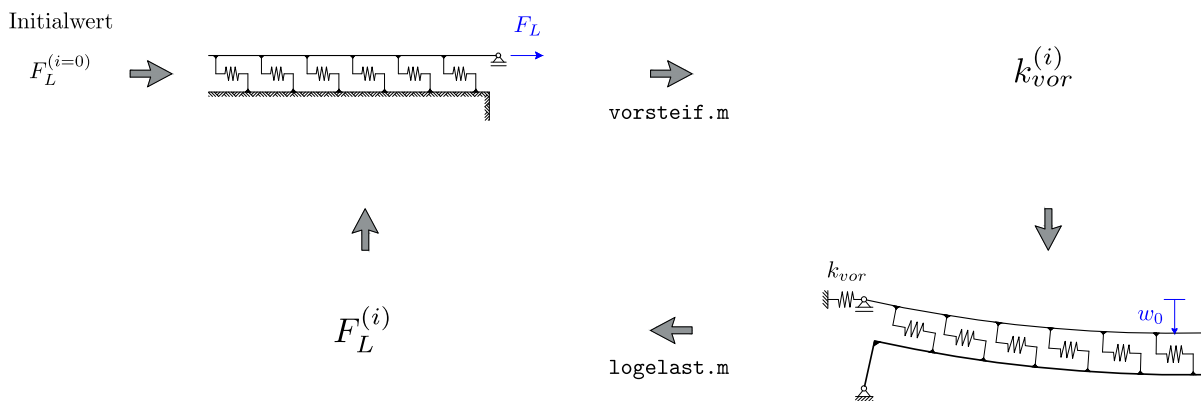 Initialwert
F_L^{(i=0)}
F_L
vorsteif.m
k_{vor}^{(i)}
k_{vor}
w_0
logelast.m
F_L^{(i)}